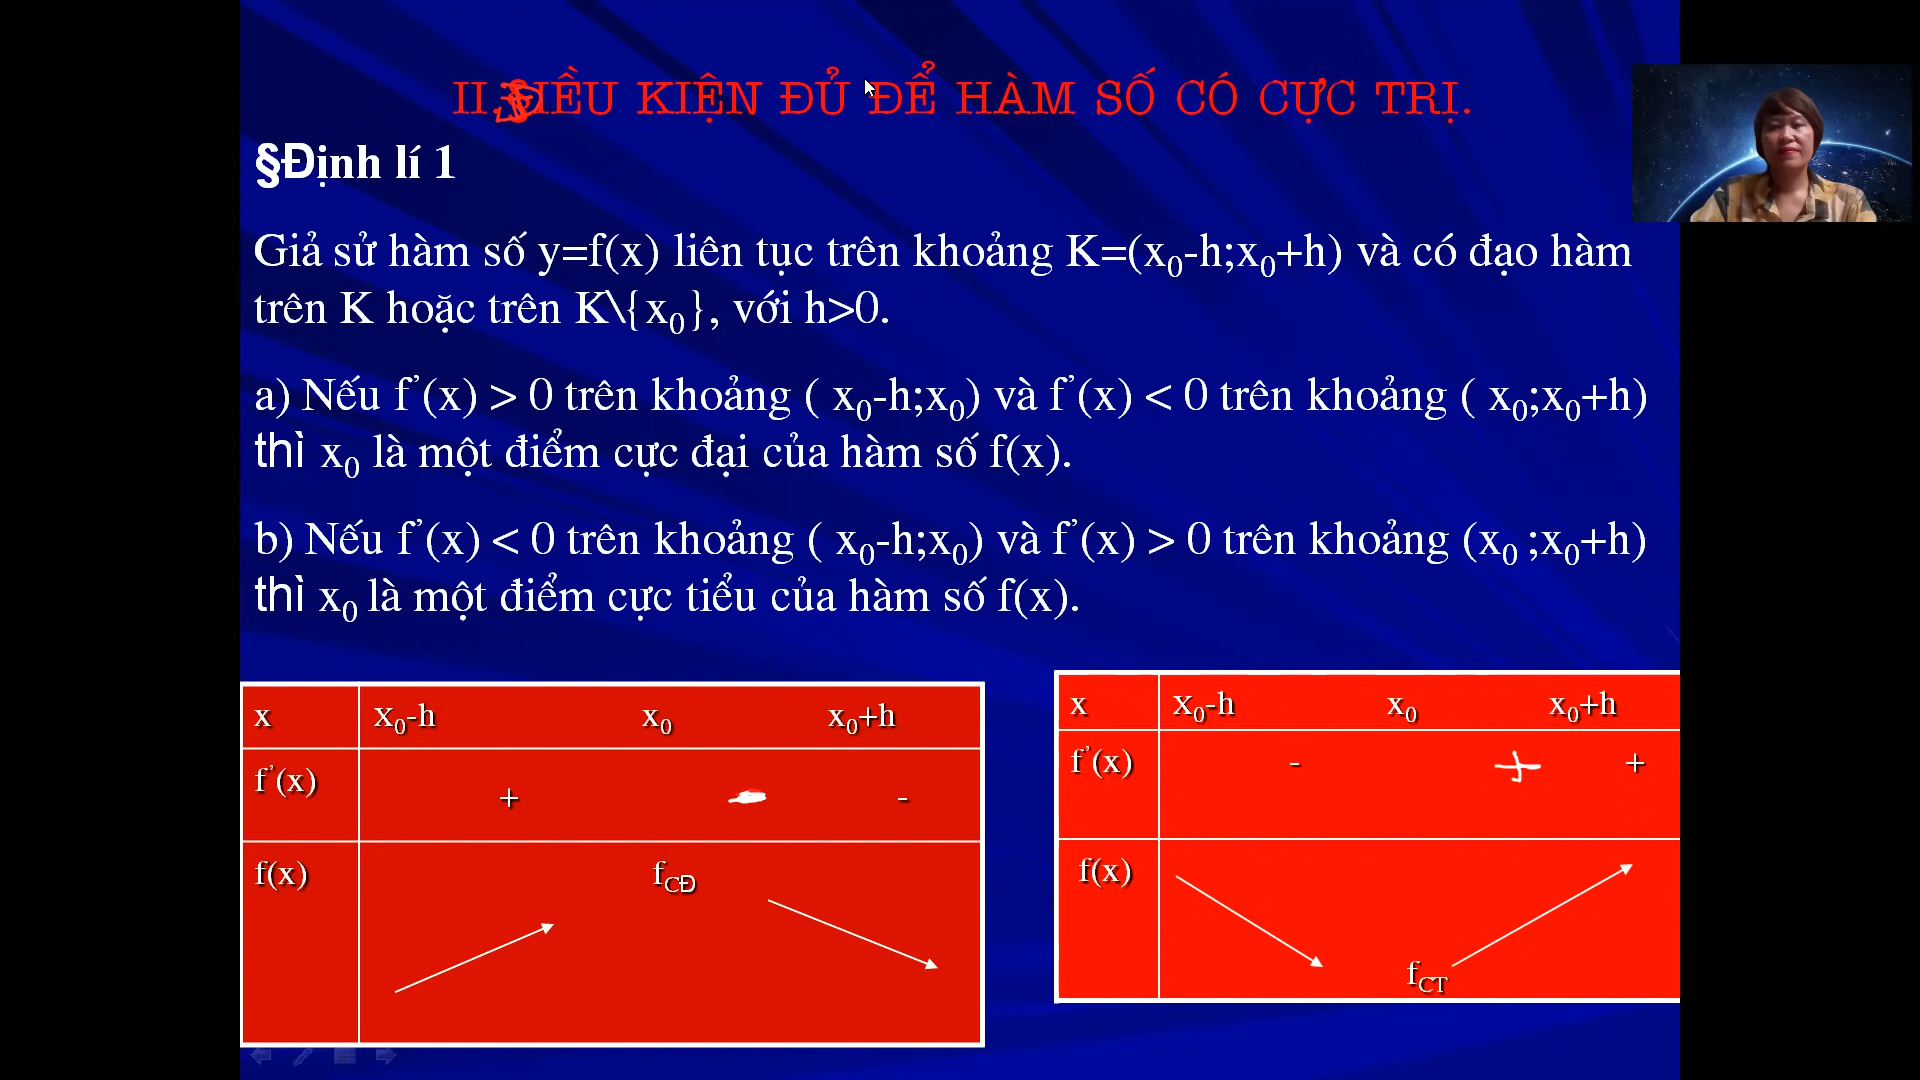 II. ĐIỀU KIỆN ĐỦ ĐỂ HÀM SỐ CÓ CỰC TRỊ.
§Định lí 1
Giả sử hàm số y=f(x) liên tục trên khoảng K=(x₀-h;x₀+h) và có đạo hàm
trên K hoặc trên K\{x₀}, với h>0.
a) Nếu f’(x) > 0 trên khoảng ( x₀-h;x₀) và f’(x) < 0 trên khoảng ( x₀;x₀+h)
thì x₀ là một điểm cực đại của hàm số f(x).
b) Nếu f’(x) < 0 trên khoảng ( x₀-h;x₀) và f’(x) > 0 trên khoảng (x₀ ;x₀+h)
thì x₀ là một điểm cực tiểu của hàm số f(x).
x x₀-h x₀ x₀+h
f’(x) + - -
f(x) f_CĐ
x x₀-h x₀ x₀+h
f’(x) - + +
f(x)
f_CT